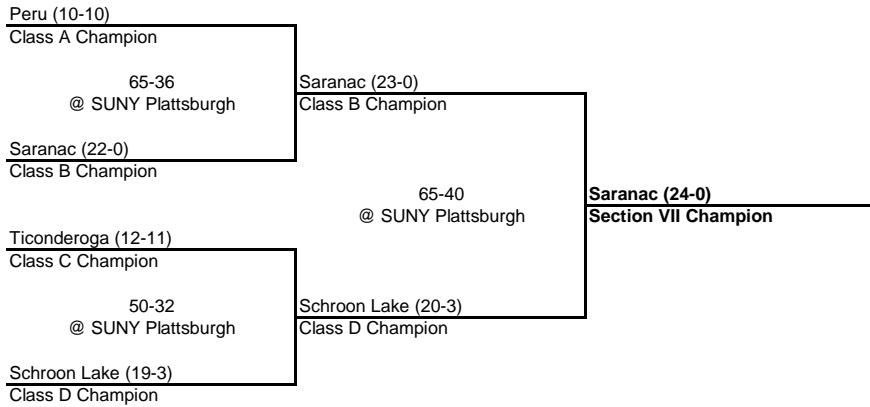 Peru (10-10)
Class A Champion
65-36
@ SUNY Plattsburgh
Saranac (23-0)
Class B Champion
Saranac (22-0)
Class B Champion
65-40
@ SUNY Plattsburgh
Saranac (24-0)
Section VII Champion
Ticonderoga (12-11)
Class C Champion
50-32
@ SUNY Plattsburgh
Schroon Lake (20-3)
Class D Champion
Schroon Lake (19-3)
Class D Champion